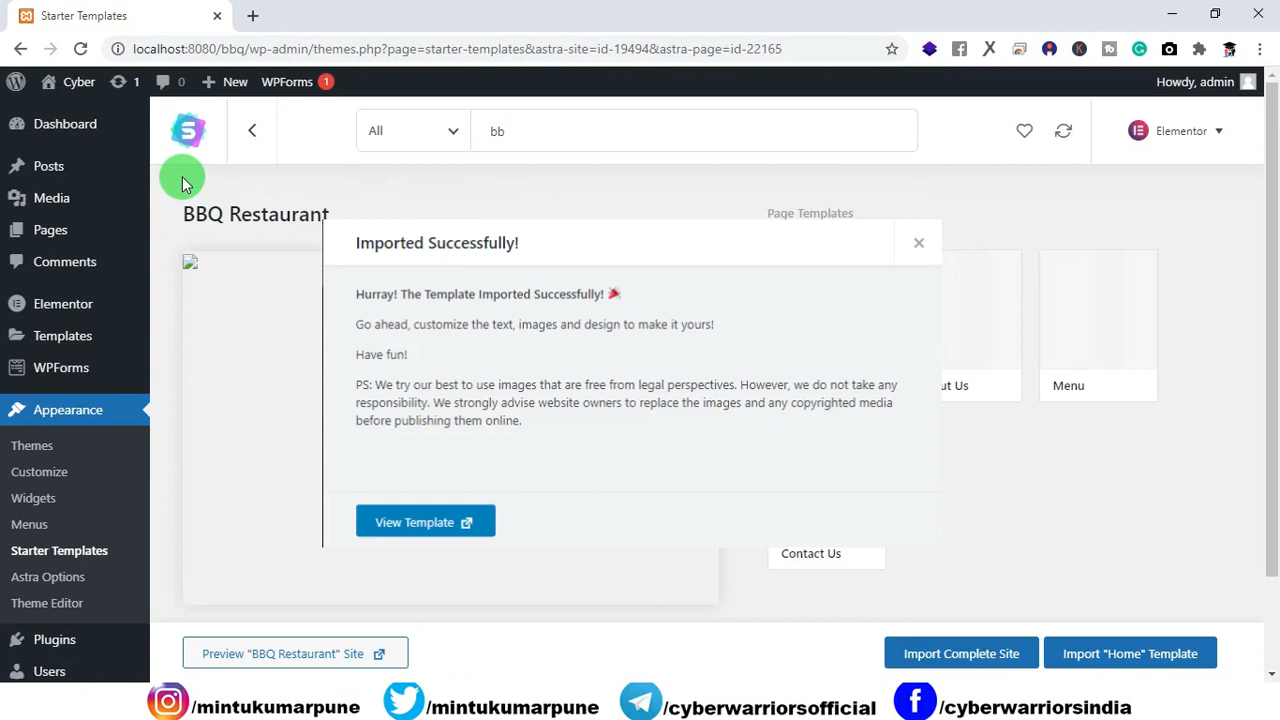 Starter Templates
localhost:8080/bbq/wp-admin/themes.php?page=starter-templates&astra-site=id-19494&astra-page=id-22165
Cyber 1 0 New WPForms 1 Howdy, admin
Dashboard
Posts
Media
Pages
Comments
Elementor
Templates
WPForms
Appearance
Themes
Customize
Widgets
Menus
Starter Templates
Astra Options
Theme Editor
Plugins
Users
All bb Elementor
BBQ Restaurant
Page Templates
Imported Successfully!
Hurray! The Template Imported Successfully!
Go ahead, customize the text, images and design to make it yours!
Have fun!
PS: We try our best to use images that are free from legal perspectives. However, we do not take any
responsibility. We strongly advise website owners to replace the images and any copyrighted media
before publishing them online.
View Template
ut Us
Menu
Contact Us
Preview "BBQ Restaurant" Site
Import Complete Site
Import "Home" Template
/mintukumarpune /mintukumarpune /cyberwarriorsofficial /cyberwarriorsindia